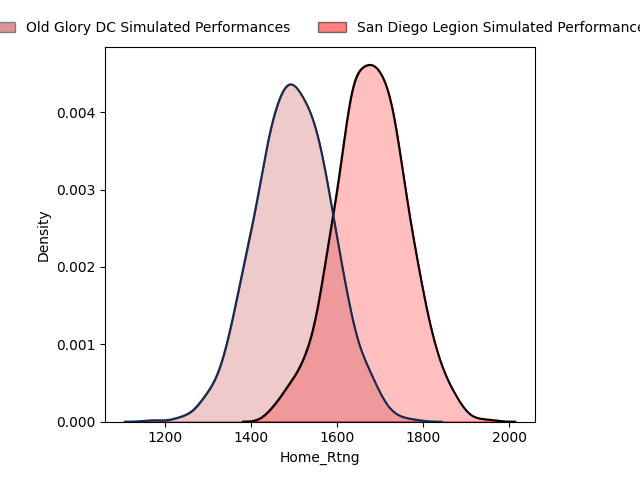 Old Glory DC Simulated Performances
San Diego Legion Simulated Performanc
0.004
0.003
0.002
0.001
0.000
Density
1200 1400 1600 1800 2000
Home_Rtng